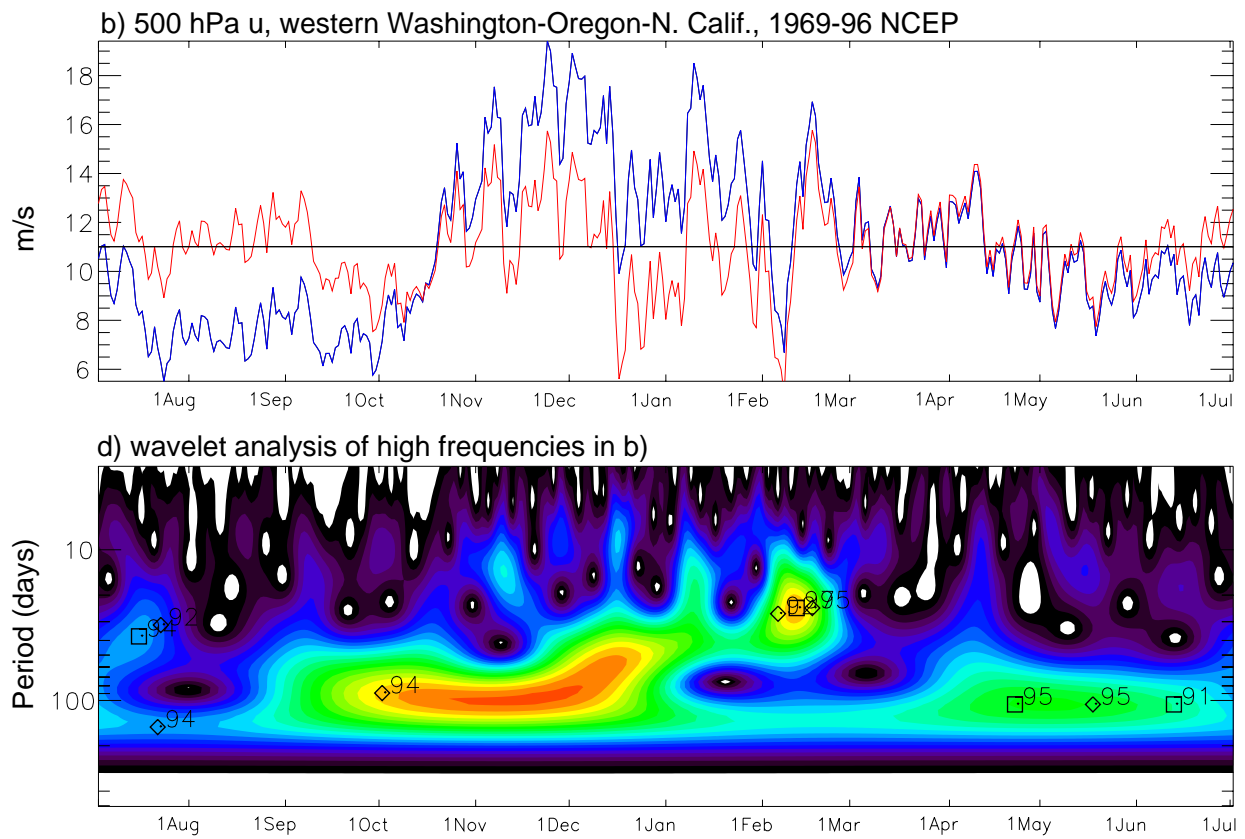 b) 500 hPa u, western Washington-Oregon-N. Calif., 1969-96 NCEP
m/s
18
16
14
12
10
8
6
1Aug 1Sep 1Oct 1Nov 1Dec 1Jan 1Feb 1Mar 1Apr 1May 1Jun 1Jul
d) wavelet analysis of high frequencies in b)
Period (days)
10
100
92
94
94
94
95
95
95
91
1Aug 1Sep 1Oct 1Nov 1Dec 1Jan 1Feb 1Mar 1Apr 1May 1Jun 1Jul